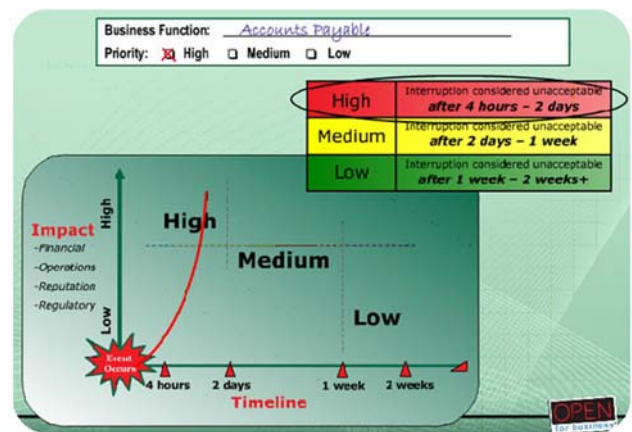 Business Function: Accounts Payable
Priority: High Medium Low
High Interruption considered unacceptable
after 4 hours – 2 days
Medium Interruption considered unacceptable
after 2 days – 1 week
Low Interruption considered unacceptable
after 1 week – 2 weeks+
Impact
-Financial
-Operations
-Reputation
-Regulatory
High
Low
High
Medium
Low
Event
Occurs
4 hours 2 days 1 week 2 weeks
Timeline
OPEN
for business